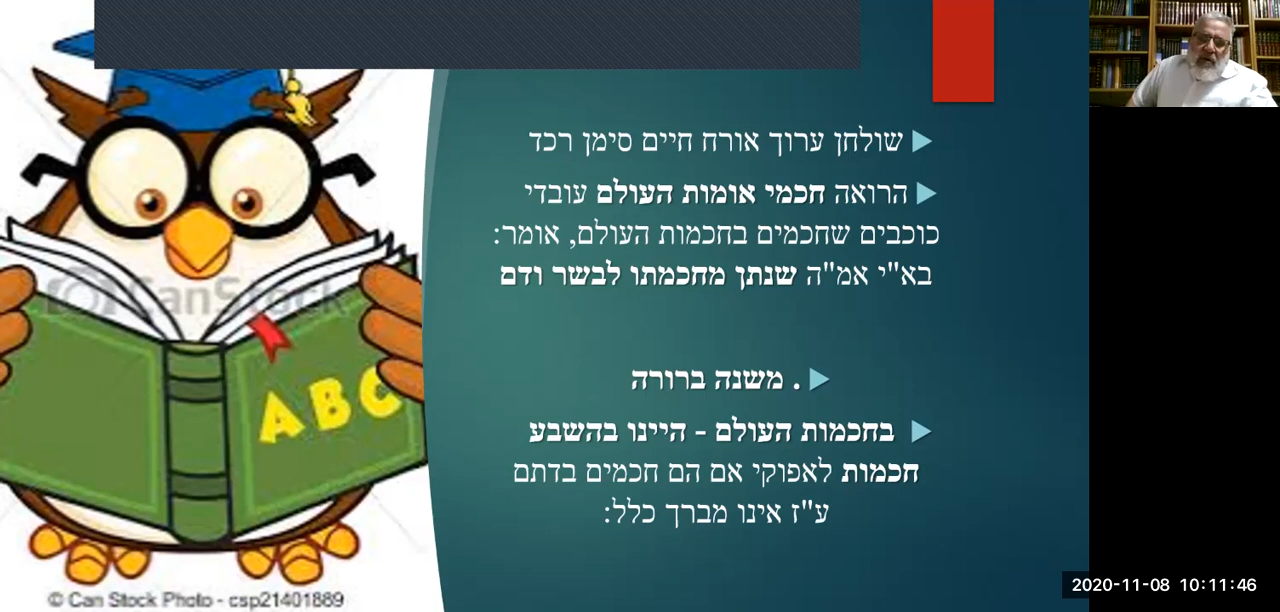 שולחן ערוך אורח חיים סימן רכד
הרואה חכמי אומות העולם עובדי
כוכבים שחכמים בחכמות העולם, אומר:
בא"י אמ"ה שנתן מחכמתו לבשר ודם
. משנה ברורה
בחכמות העולם - היינו בהשבע
חכמות לאפוקי אם הם חכמים בדתם
ע"ז אינו מברך כלל:
CanStock
ABC
© Can Stock Photo - csp21401889
2020-11-08 10:11:46